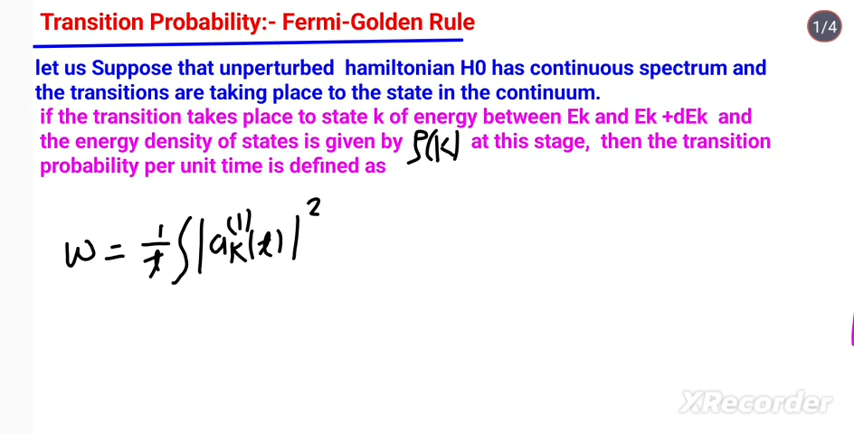 Transition Probability:- Fermi-Golden Rule
1/4
let us Suppose that unperturbed hamiltonian H0 has continuous spectrum and
the transitions are taking place to the state in the continuum.
if the transition takes place to state k of energy between Ek and Ek +dEk and
the energy density of states is given by ρ(k) at this stage, then the transition
probability per unit time is defined as
w = 1/t ∫|a_k^(1)(t)|^2
XRecorder